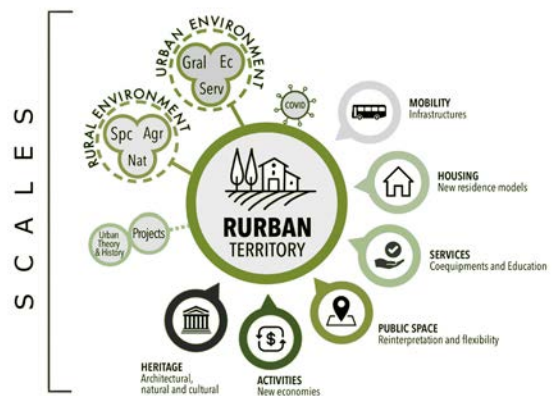 SCALES
URBAN ENVIRONMENT
Gral Ec
Serv
RURAL ENVIRONMENT
Spc Agr
Nat
COVID
Urban
Theory
& History
Projects
RURBAN
TERRITORY
MOBILITY
Infrastructures
HOUSING
New residence models
SERVICES
Coequipments and Education
PUBLIC SPACE
Reinterpretation and flexibility
$
ACTIVITIES
New economies
HERITAGE
Architectural,
natural and cultural